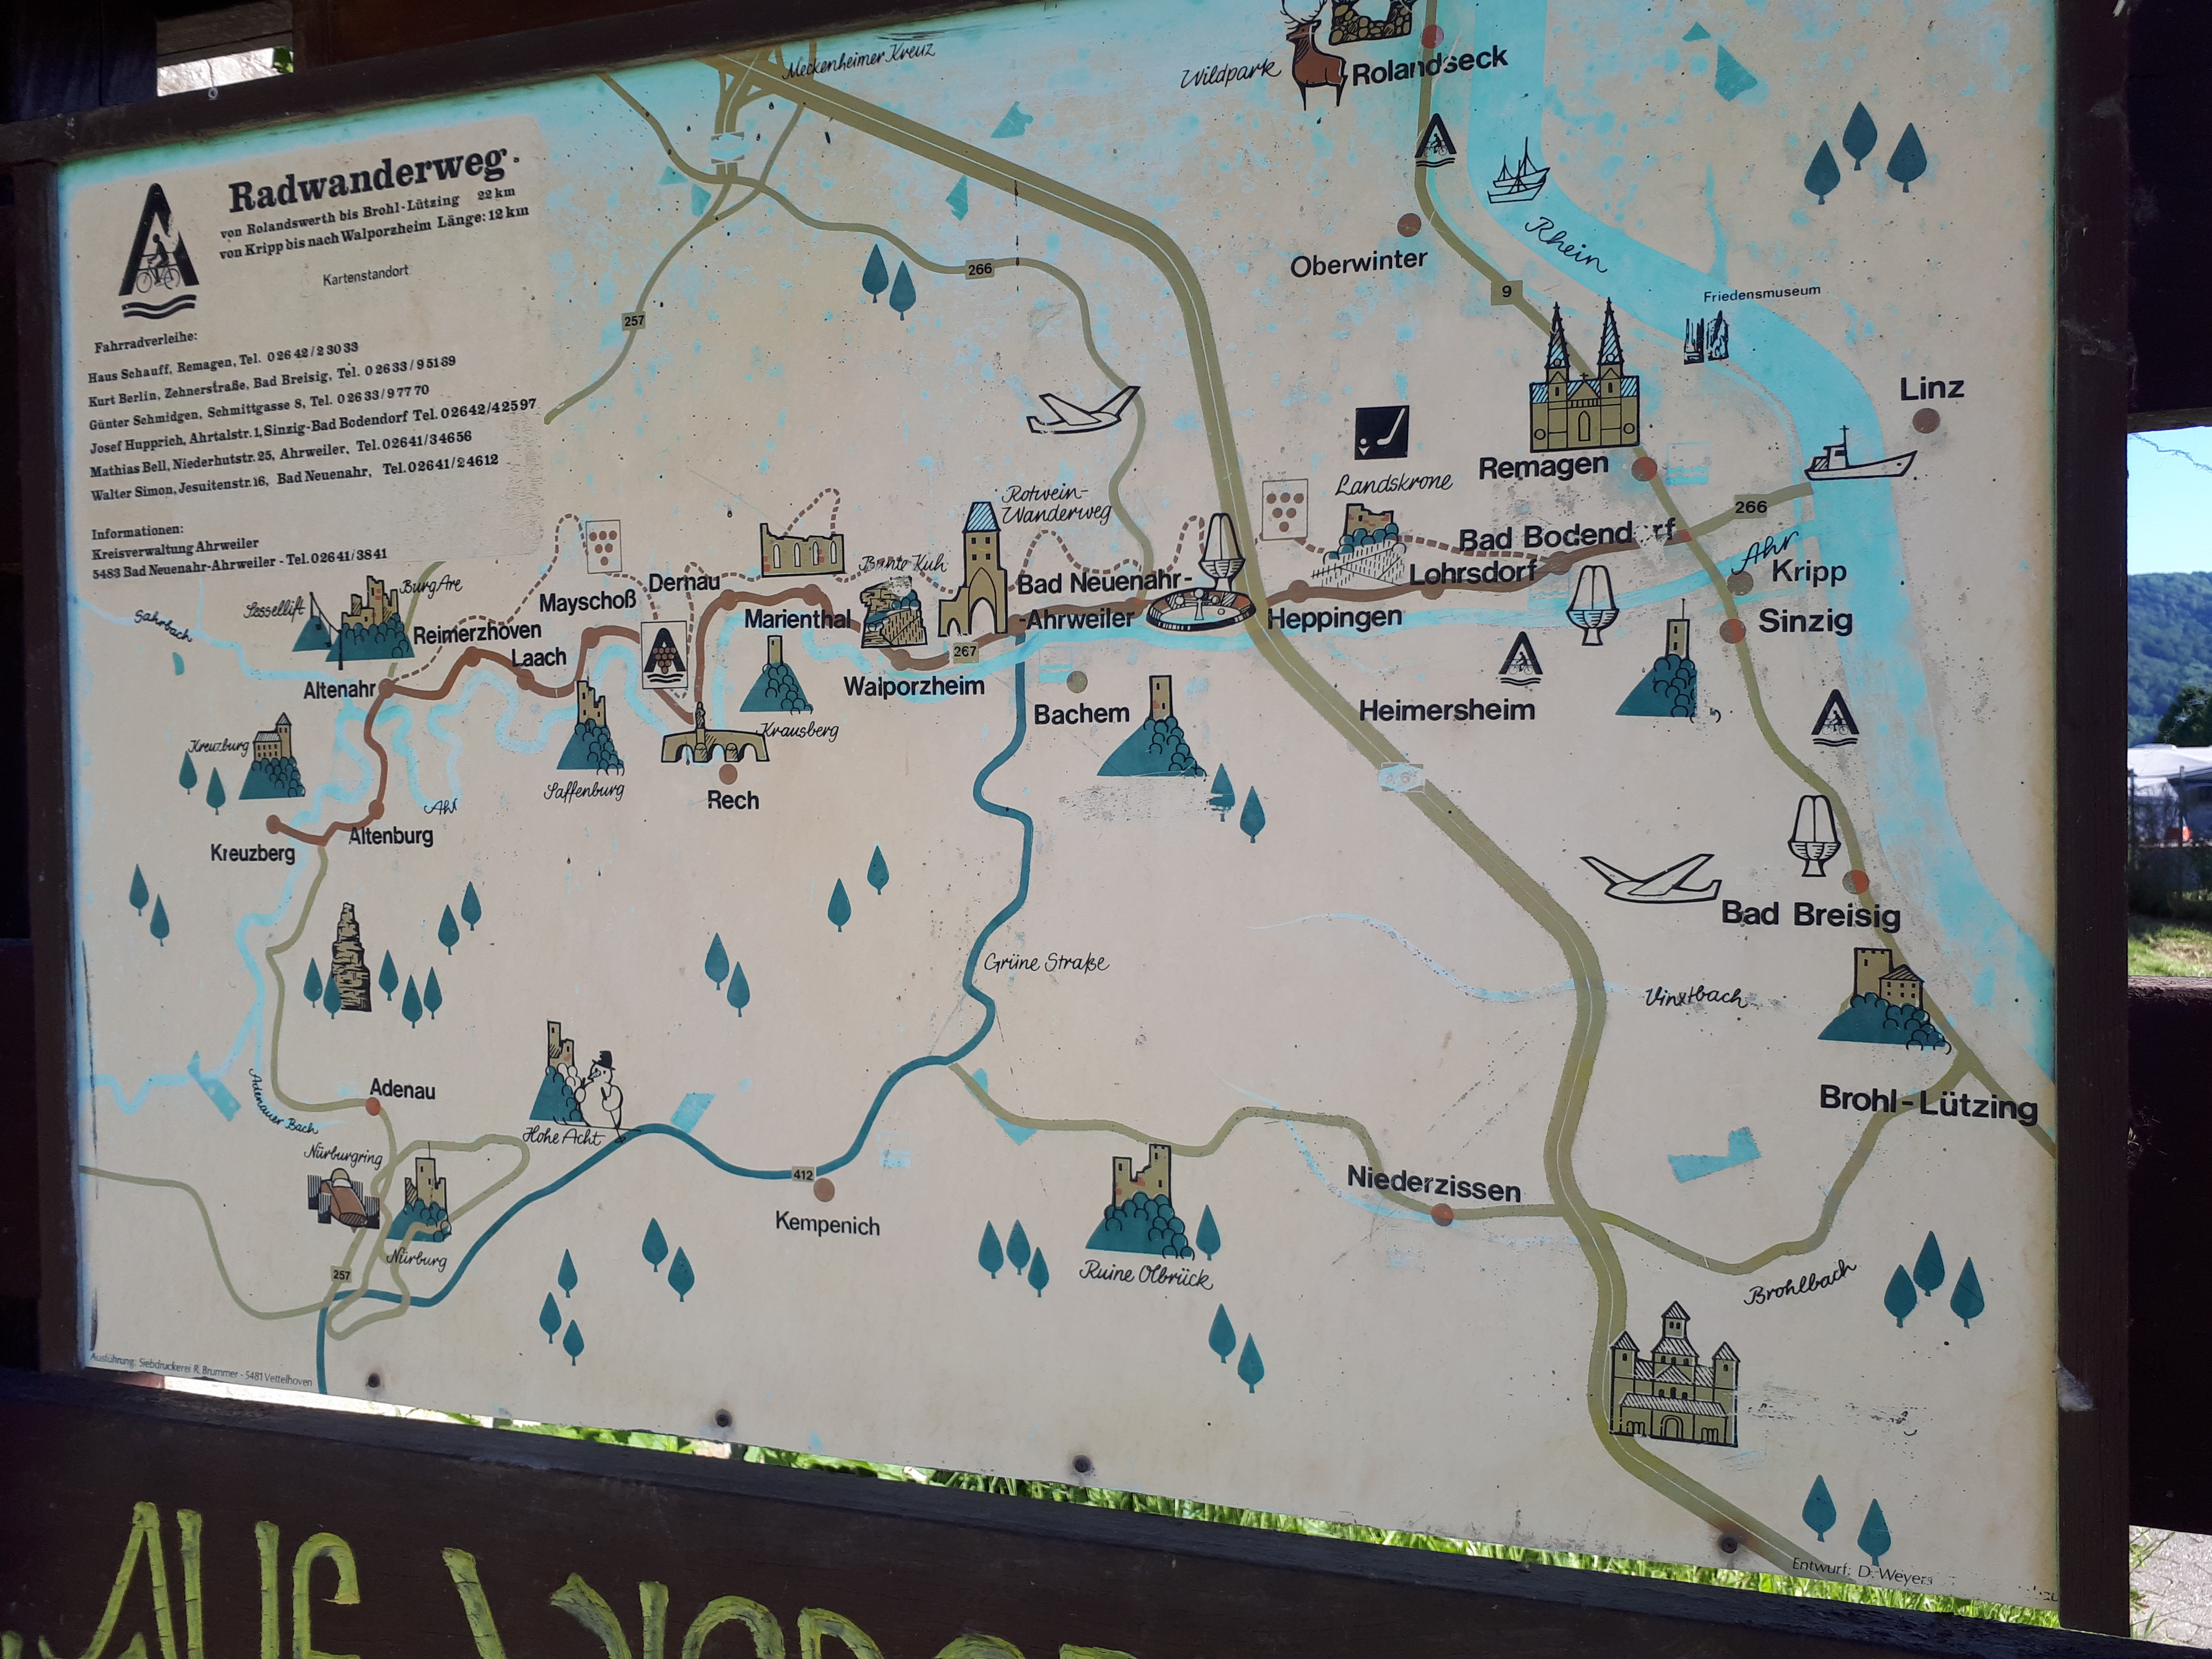 Radwanderweg.
von Rolandswerth bis Brohl-Lützing 22 km
von Kripp bis nach Walporzheim Länge: 12 km
Kartenstandort
Fahrradverleihe:
Haus Schauff, Remagen, Tel. 02642/23033
Kurt Berlin, Zehnerstraße, Bad Breisig, Tel. 02633/95189
Günter Schmidgen, Schmittgasse 8, Tel. 02633/97770
Josef Hupprich, Ahrtalstr. 1, Sinzig-Bad Bodendorf Tel. 02642/42597
Mathias Bell, Niederhutstr. 25, Ahrweiler, Tel. 02641/34656
Walter Simon, Jesuitenstr. 16, Bad Neuenahr, Tel. 02641/24612
Informationen:
Kreisverwaltung Ahrweiler
5483 Bad Neuenahr-Ahrweiler - Tel. 02641/3841
Meckenheimer Kreuz
Wildpark
Rolandseck
Oberwinter
Rhein
9
266
257
Friedensmuseum
Linz
Remagen
266
Landskrone
Rotwein-
Wanderweg
Bad Bodend rf
Ahr
Kripp
Sinzig
Lohrsdorf
Heppingen
Heimersheim
Bad Neuenahr-
-Ahrweiler
Bunte Kuh
Dernau
Marienthal
Mayschoß
267
Walporzheim
Bachem
Krausberg
Rech
Saffenburg
Laach
Reimerzhoven
Burg Are
Sessellift
Sahrbach
Altenahr
Kreuzburg
Ahr
Altenburg
Kreuzberg
Grüne Straße
Vinxtbach
Bad Breisig
Brohl-Lützing
Adenau
Adenauer Bach
Nürburgring
Nürburg
257
Hohe Acht
412
Kempenich
Ruine Olbrück
Niederzissen
Brohlbach
Ausführung: Siebdruckerei R. Brummer - 5481 Vettelhoven
Entwurf: D. Weyers